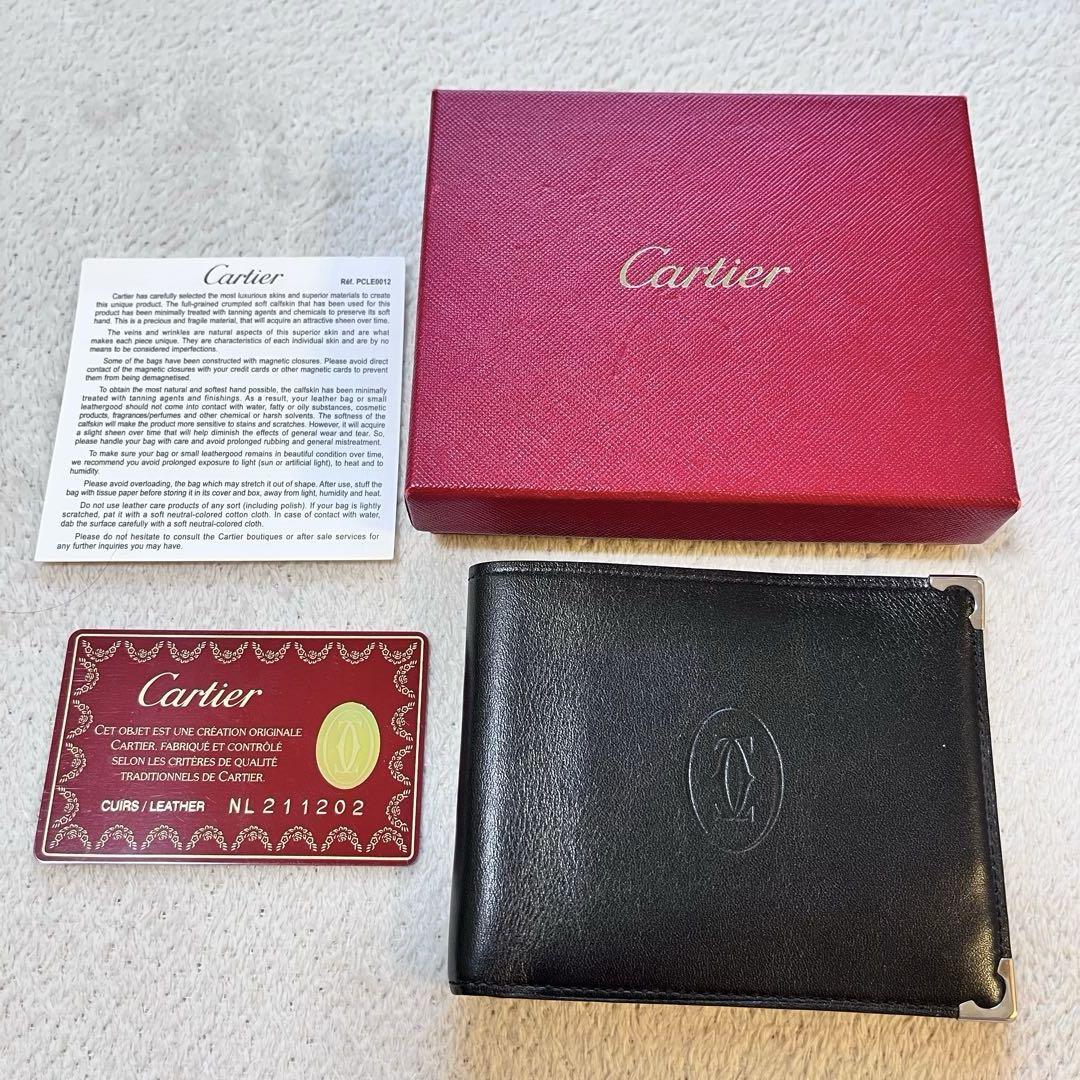 Cartier
Cartier
Réf. PCLE0012
Cartier has carefully selected the most luxurious skins and superior materials to create
this unique product. The full-grained crumpled soft calfskin that has been used for this
product has been minimally treated with tanning agents and chemicals to preserve its soft
hand. This is a precious and fragile material, that will acquire an attractive sheen over time.
The veins and wrinkles are natural aspects of this superior skin and are what
makes each piece unique. They are characteristics of each individual skin and are by no
means to be considered imperfections.
Some of the bags have been constructed with magnetic closures. Please avoid direct
contact of the magnetic closures with your credit cards or other magnetic cards to prevent
them from being demagnetised.
To obtain the most natural and softest hand possible, the calfskin has been minimally
treated with tanning agents and finishings. As a result, your leather bag or small
leathergood should not come into contact with water, fatty or oily substances, cosmetic
products, fragrances/perfumes and other chemical or harsh solvents. The softness of the
calfskin will make the product more sensitive to stains and scratches. However, it will acquire
a slight sheen over time that will help diminish the effects of general wear and tear. So,
please handle your bag with care and avoid prolonged rubbing and general mistreatment.
To make sure your bag or small leathergood remains in beautiful condition over time,
we recommend you avoid prolonged exposure to light (sun or artificial light), to heat and to
humidity.
Please avoid overloading, the bag which may stretch it out of shape. After use, stuff the
bag with tissue paper before storing it in its cover and box, away from light, humidity and heat.
Do not use leather care products of any sort (including polish). If your bag is lightly
scratched, pat it with a soft neutral-colored cotton cloth. In case of contact with water,
dab the surface carefully with a soft neutral-colored cloth.
Please do not hesitate to consult the Cartier boutiques or after sale services for
any further inquiries you may have.
Cartier
CET OBJET EST UNE CRÉATION ORIGINALE
CARTIER, FABRIQUÉ ET CONTRÔLÉ
SELON LES CRITÈRES DE QUALITÉ
TRADITIONNELS DE CARTIER.
CUIRS / LEATHER NL 211202